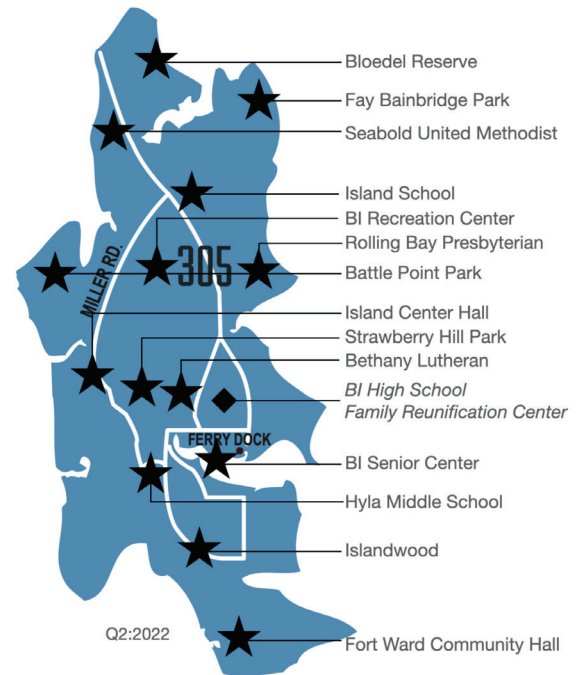 Bloedel Reserve
Fay Bainbridge Park
Seabold United Methodist
Island School
BI Recreation Center
Rolling Bay Presbyterian
305
Battle Point Park
MILLER RD.
Island Center Hall
Strawberry Hill Park
Bethany Lutheran
BI High School
Family Reunification Center
FERRY DOCK
BI Senior Center
Hyla Middle School
Islandwood
Q2:2022
Fort Ward Community Hall